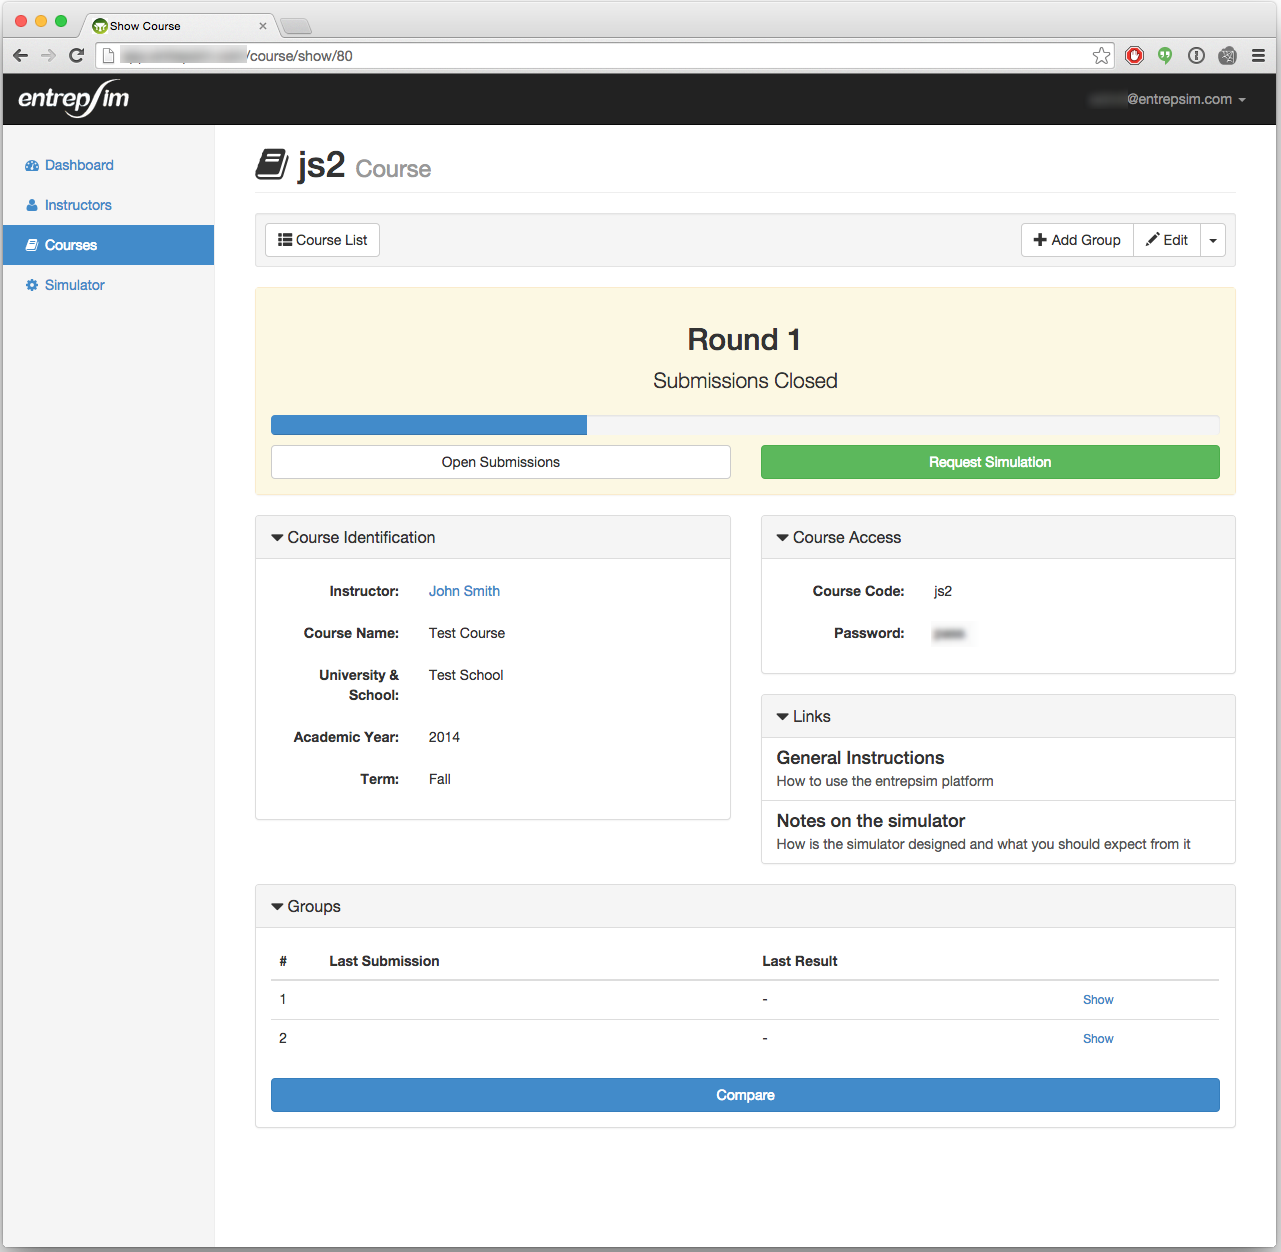 Show Course
/course/show/80
entrepsim
@entrepsim.com
Dashboard
Instructors
Courses
Simulator
js2 Course
Course List
Add Group
Edit
Round 1
Submissions Closed
Open Submissions
Request Simulation
Course Identification
Instructor: John Smith
Course Name: Test Course
University & Test School
School:
Academic Year: 2014
Term: Fall
Course Access
Course Code: js2
Password:
Links
General Instructions
How to use the entrepsim platform
Notes on the simulator
How is the simulator designed and what you should expect from it
Groups
# Last Submission Last Result
1 - Show
2 - Show
Compare